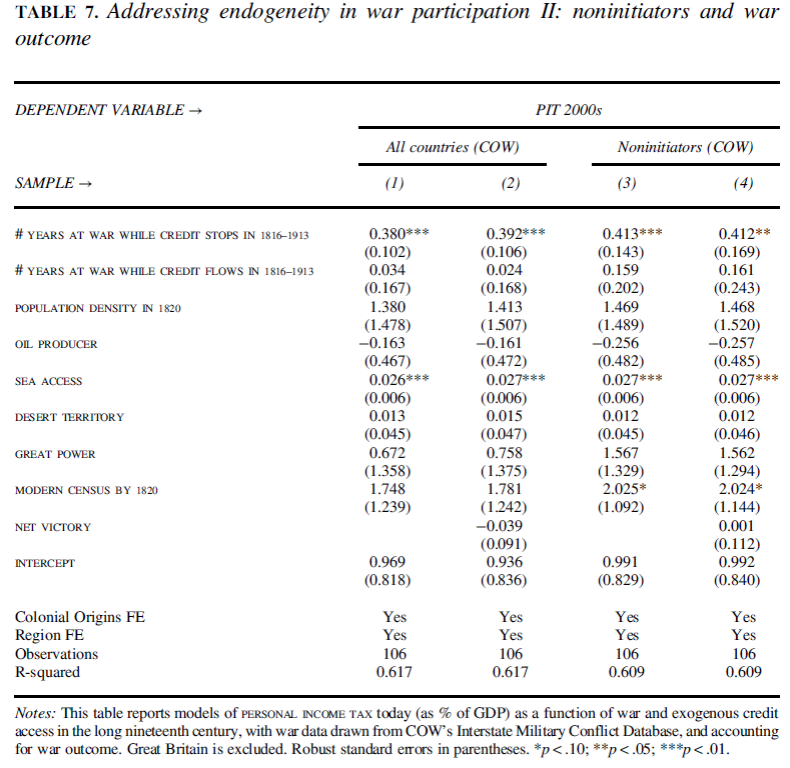 TABLE 7. Addressing endogeneity in war participation II: noninitiators and war
outcome
DEPENDENT VARIABLE → PIT 2000s
All countries (COW) Noninitiators (COW)
SAMPLE → (1) (2) (3) (4)
# YEARS AT WAR WHILE CREDIT STOPS IN 1816–1913 0.380*** 0.392*** 0.413*** 0.412**
(0.102) (0.106) (0.143) (0.169)
# YEARS AT WAR WHILE CREDIT FLOWS IN 1816–1913 0.034 0.024 0.159 0.161
(0.167) (0.168) (0.202) (0.243)
POPULATION DENSITY IN 1820 1.380 1.413 1.469 1.468
(1.478) (1.507) (1.489) (1.520)
OIL PRODUCER −0.163 −0.161 −0.256 −0.257
(0.467) (0.472) (0.482) (0.485)
SEA ACCESS 0.026*** 0.027*** 0.027*** 0.027***
(0.006) (0.006) (0.006) (0.006)
DESERT TERRITORY 0.013 0.015 0.012 0.012
(0.045) (0.047) (0.045) (0.046)
GREAT POWER 0.672 0.758 1.567 1.562
(1.358) (1.375) (1.329) (1.294)
MODERN CENSUS BY 1820 1.748 1.781 2.025* 2.024*
(1.239) (1.242) (1.092) (1.144)
NET VICTORY −0.039 0.001
(0.091) (0.112)
INTERCEPT 0.969 0.936 0.991 0.992
(0.818) (0.836) (0.829) (0.840)
Colonial Origins FE Yes Yes Yes Yes
Region FE Yes Yes Yes Yes
Observations 106 106 106 106
R-squared 0.617 0.617 0.609 0.609
Notes: This table reports models of PERSONAL INCOME TAX today (as % of GDP) as a function of war and exogenous credit
access in the long nineteenth century, with war data drawn from COW’s Interstate Military Conflict Database, and accounting
for war outcome. Great Britain is excluded. Robust standard errors in parentheses. *p < .10; **p < .05; ***p < .01.